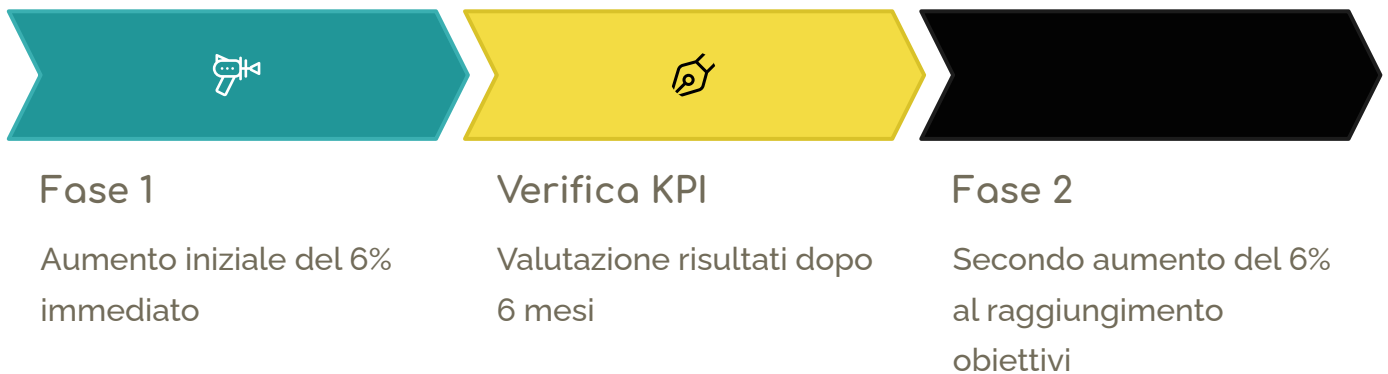 Fase 1
Aumento iniziale del 6%
immediato
Verifica KPI
Valutazione risultati dopo
6 mesi
Fase 2
Secondo aumento del 6%
al raggiungimento
obiettivi